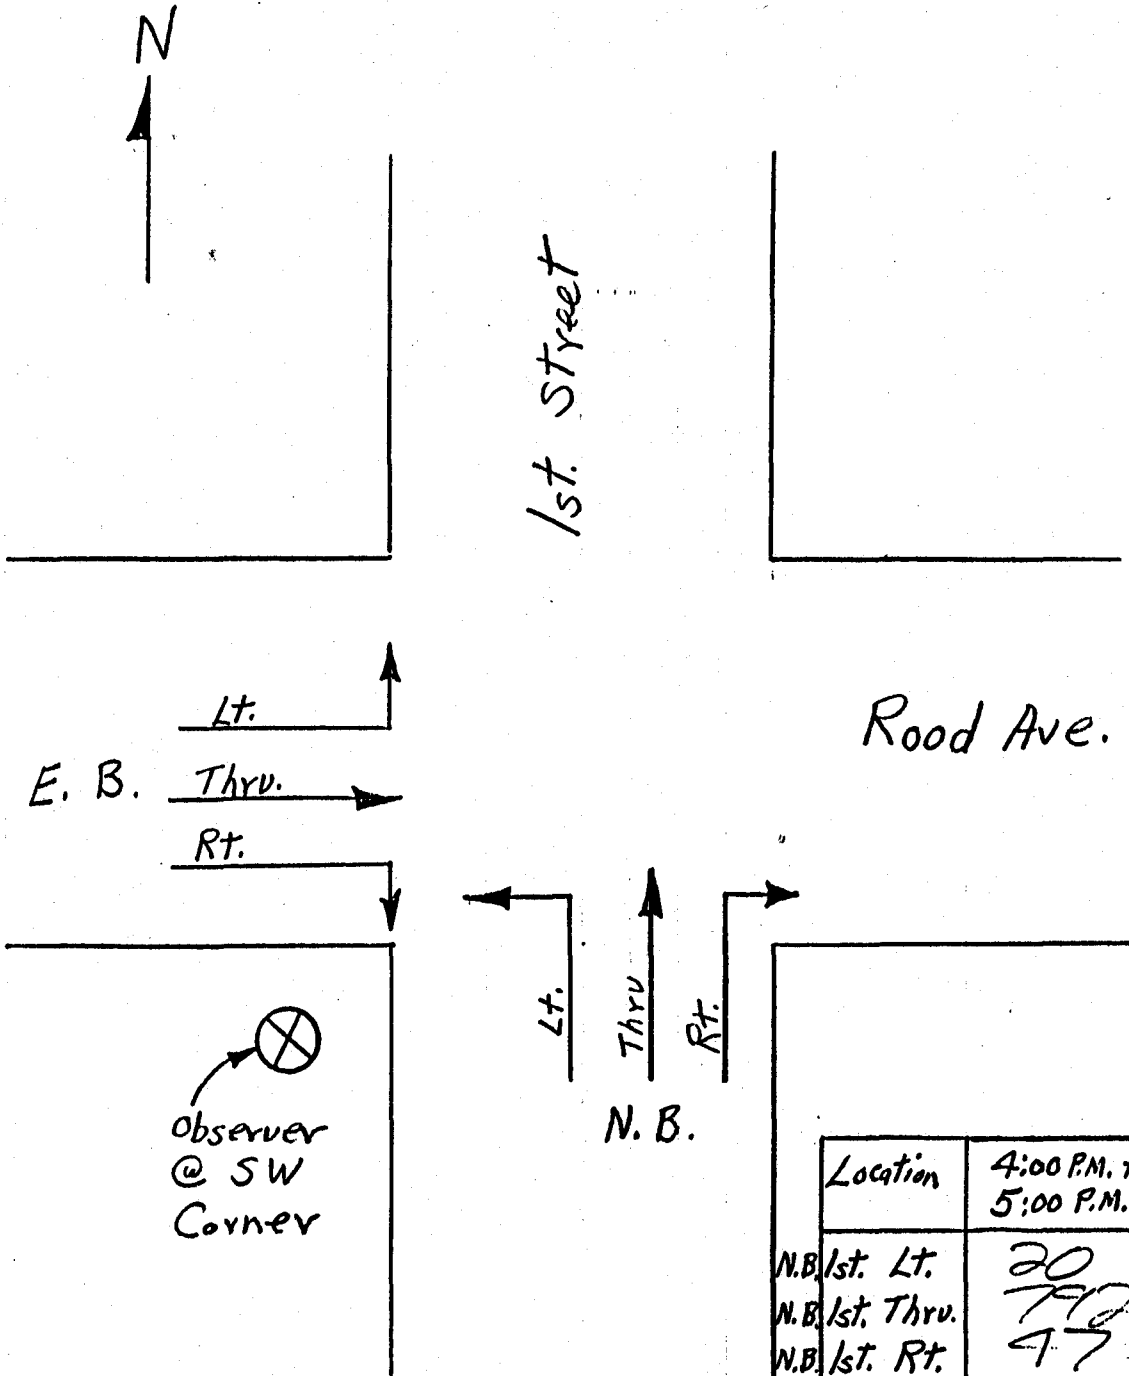 N
1st. Street
Lt.
Rood Ave.
E. B.
Thru.
Rt.
Lt.
Thru
Rt.
N. B.
Observer
@ SW
Corner
Location
4:00 P.M.
5:00 P.M.
N.B. 1st. Lt. 20
N.B. 1st. Thru. 792
N.B. 1st. Rt. 47